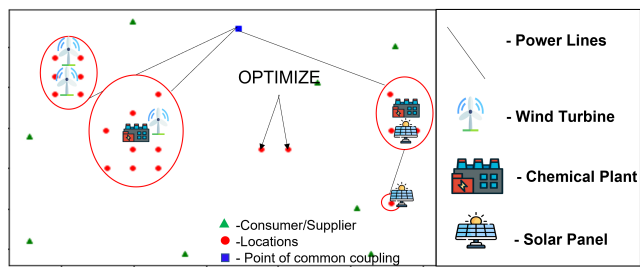 OPTIMIZE
-Consumer/Supplier
-Locations
- Point of common coupling
- Power Lines
- Wind Turbine
- Chemical Plant
- Solar Panel